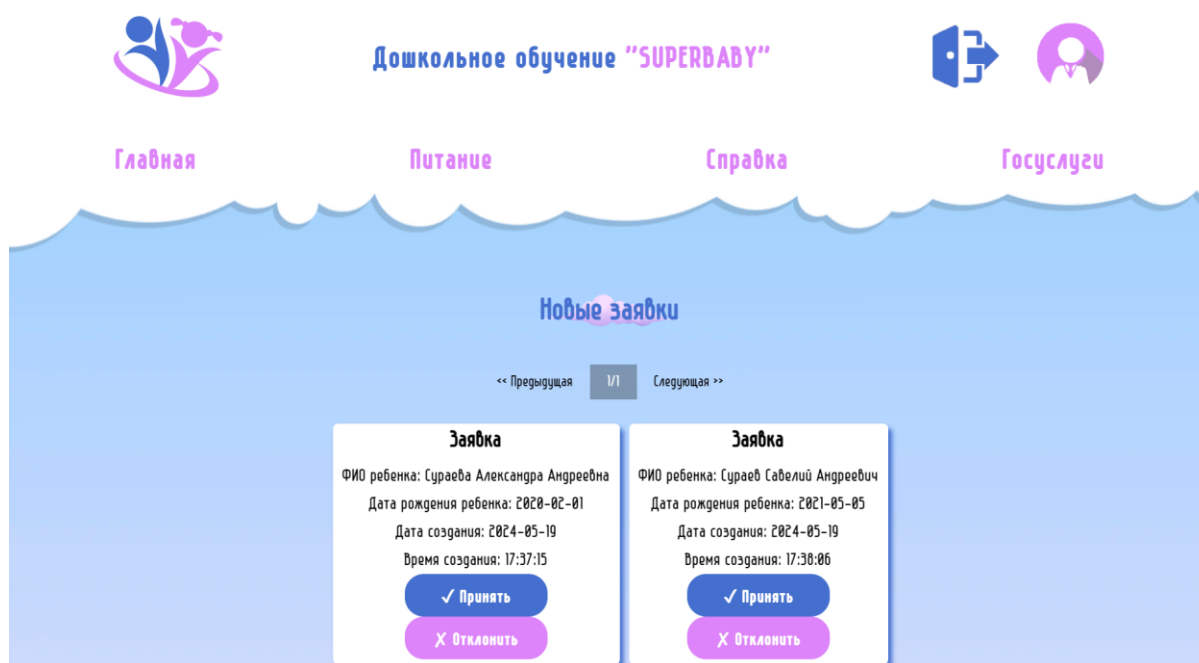 Дошкольное обучение "SUPERBABY"
Главная Питание Справка Госуслуги
Новые заявки
<< Предыдущая 1/1 Следующая >>
Заявка
ФИО ребенка: Сураева Александра Андреевна
Дата рождения ребенка: 2020-02-01
Дата создания: 2024-05-19
Время создания: 17:37:15
✓ Принять
✗ Отклонить
Заявка
ФИО ребенка: Сураев Савелий Андреевич
Дата рождения ребенка: 2021-05-05
Дата создания: 2024-05-19
Время создания: 17:38:06
✓ Принять
✗ Отклонить